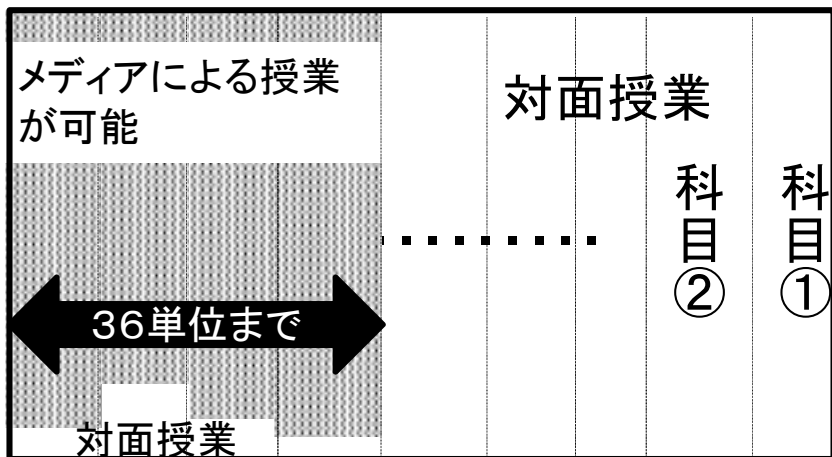 メディアによる授業
が可能
対面授業
科目①
科目②
36単位まで
対面授業